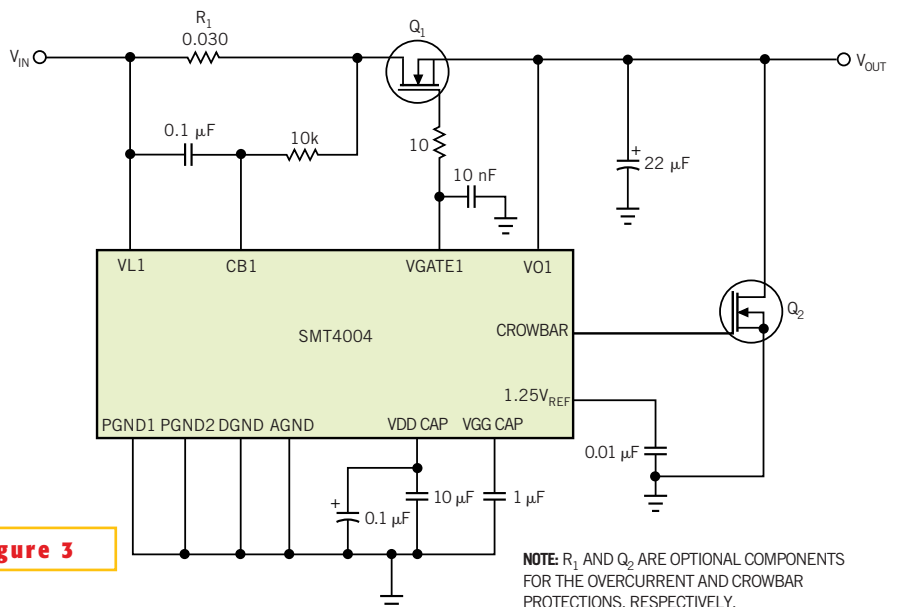 R1
0.030
Q1
VIN
VOUT
0.1 μF
10k
10
10 nF
+
22 μF
VL1
CB1
VGATE1
VO1
Q2
CROWBAR
SMT4004
1.25VREF
PGND1 PGND2 DGND AGND
VDD CAP
VGG CAP
0.01 μF
+
0.1 μF
10 μF
1 μF
gure 3
NOTE: R1 AND Q2 ARE OPTIONAL COMPONENTS
FOR THE OVERCURRENT AND CROWBAR
PROTECTIONS, RESPECTIVELY.